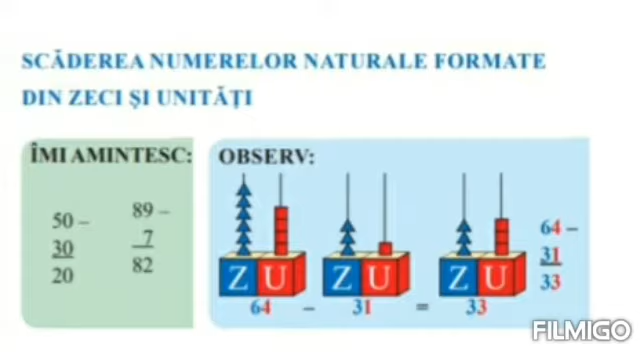 SCĂDEREA NUMERELOR NATURALE FORMATE
DIN ZECI ȘI UNITĂȚI
ÎMI AMINTESC:
50 –
30
20
89 –
7
82
OBSERV:
Z U
Z U
Z U
64 – 31 = 33
64 –
31
33
FILMIGO